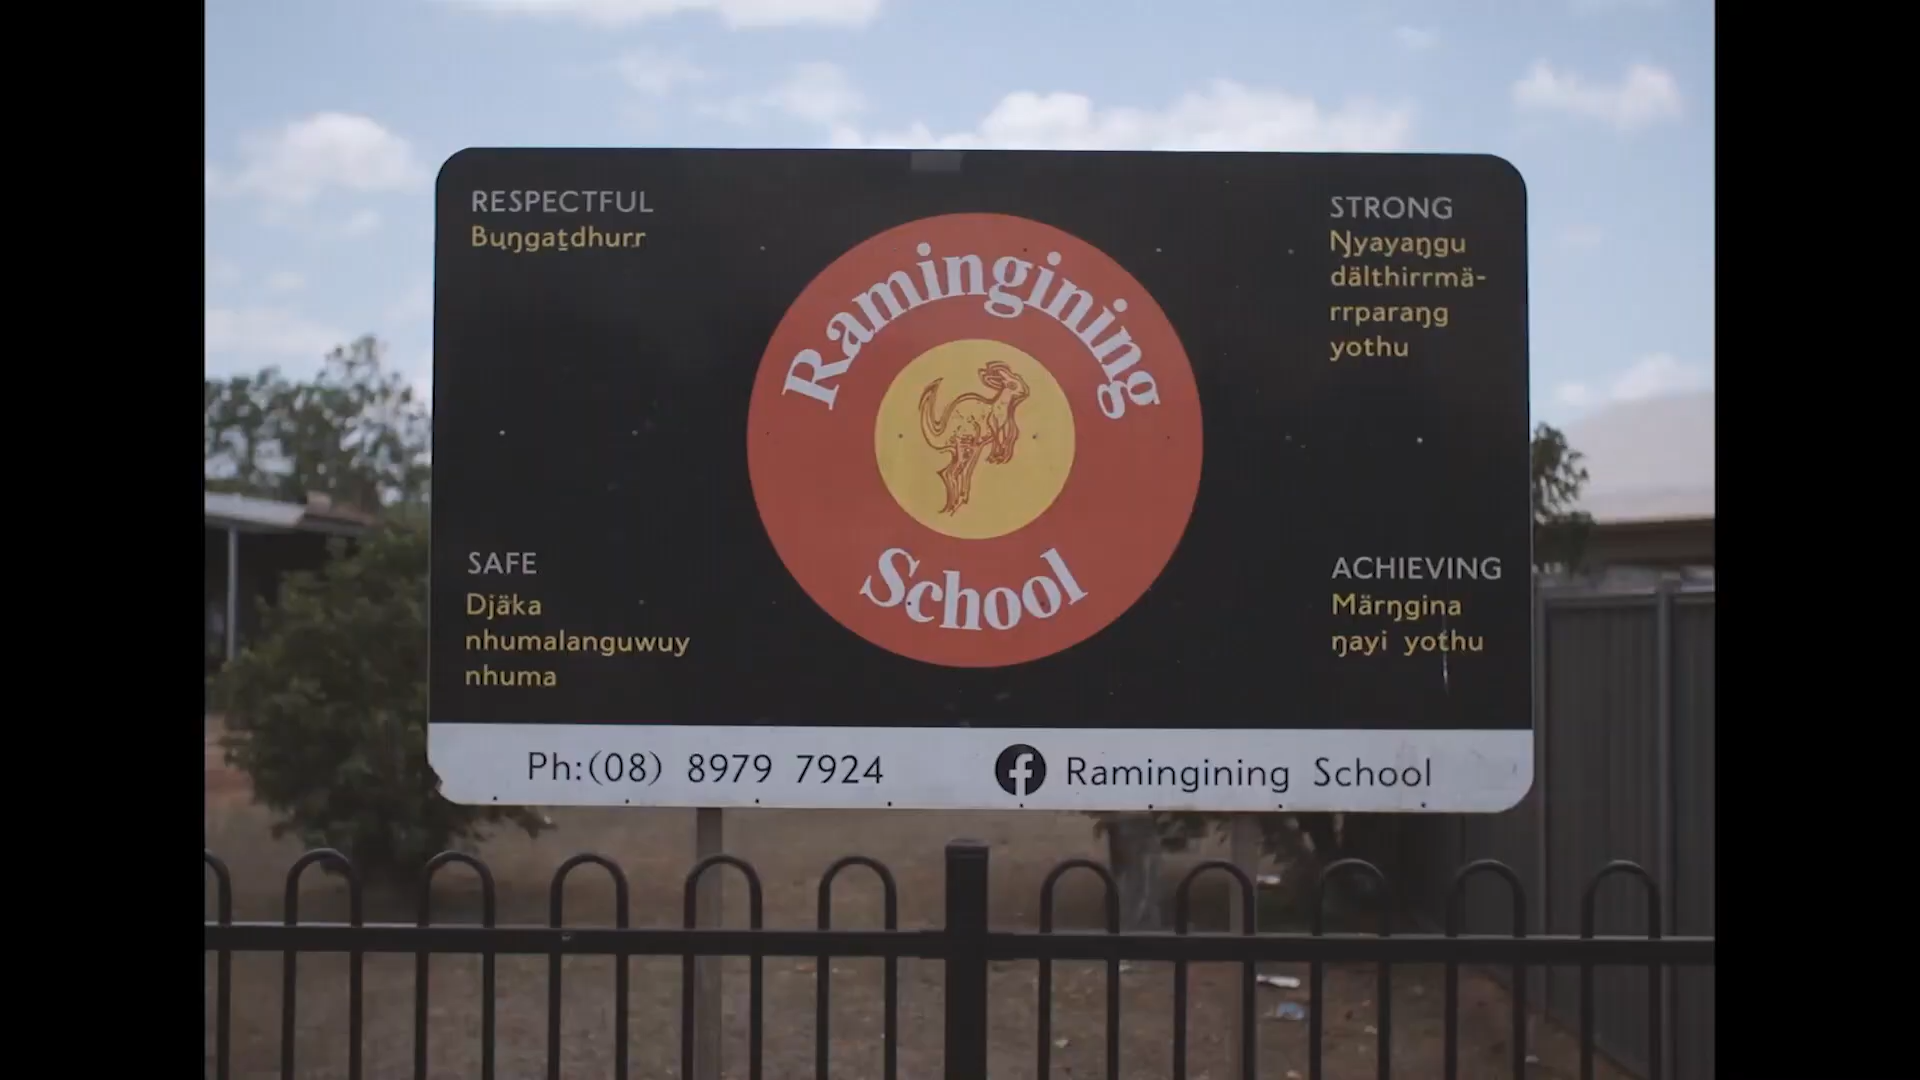 RESPECTFUL
Buŋgaṯdhurr
Ramingining
School
STRONG
Ŋyayaŋgu
dälthirrmä-
rrparaŋg
yothu
SAFE
Djäka
nhumalanguwuy
nhuma
ACHIEVING
Märŋgina
ŋayi yothu
Ph:(08) 8979 7924
Ramingining School